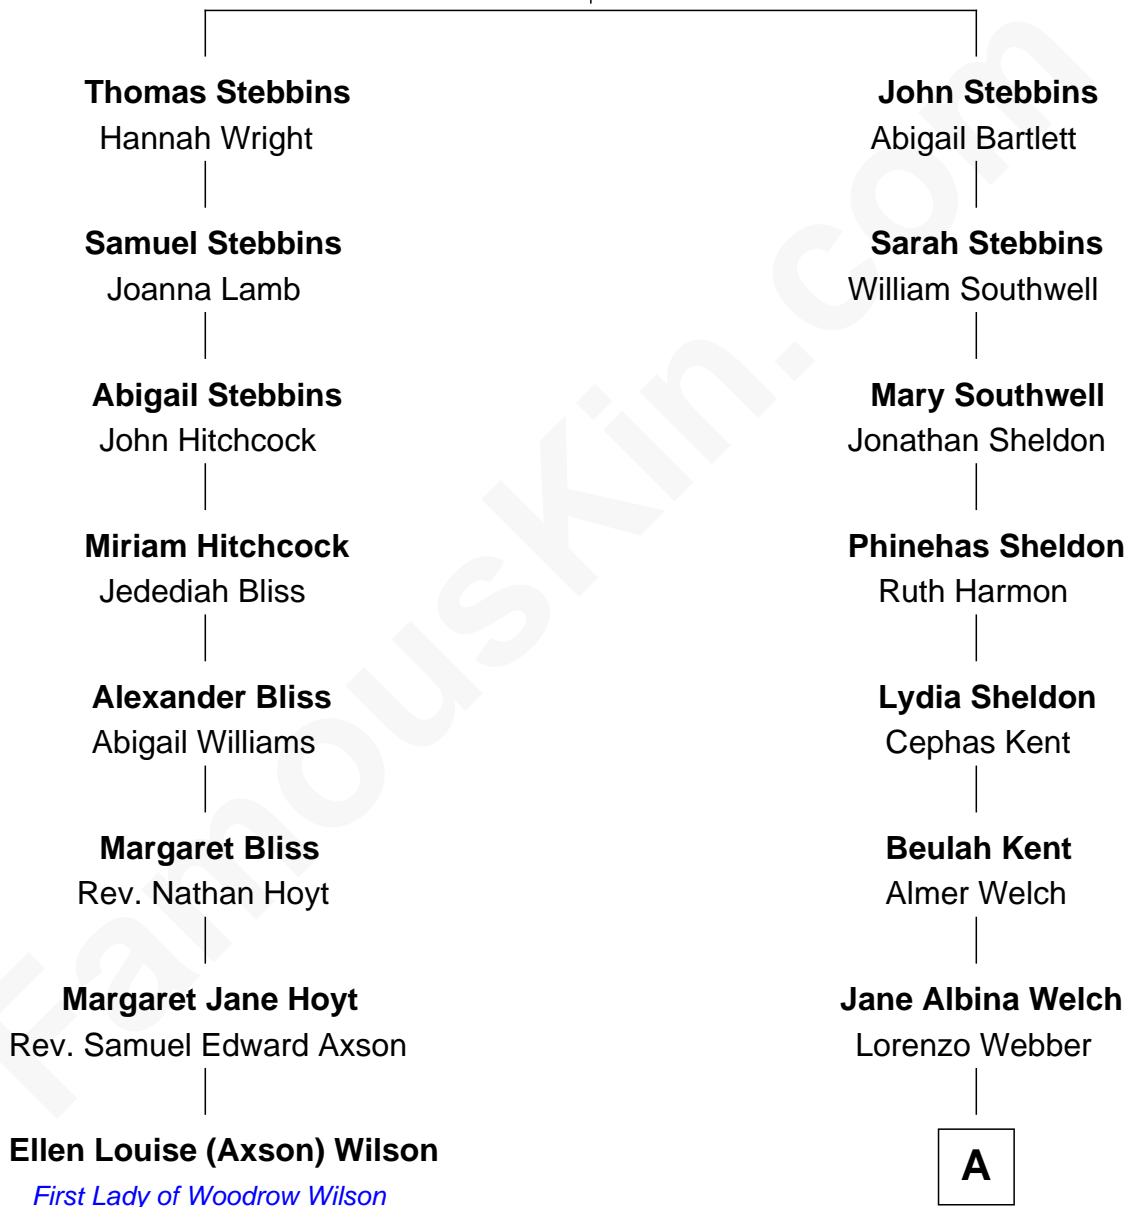 Thomas Stebbins
Hannah Wright
Samuel Stebbins
Joanna Lamb
Abigail Stebbins
John Hitchcock
Miriam Hitchcock
Jedediah Bliss
Alexander Bliss
Abigail Williams
Margaret Bliss
Rev. Nathan Hoyt
Margaret Jane Hoyt
Rev. Samuel Edward Axson
Ellen Louise (Axson) Wilson
First Lady of Woodrow Wilson
John Stebbins
Abigail Bartlett
Sarah Stebbins
William Southwell
Mary Southwell
Jonathan Sheldon
Phinehas Sheldon
Ruth Harmon
Lydia Sheldon
Cephas Kent
Beulah Kent
Almer Welch
Jane Albina Welch
Lorenzo Webber
A
FamousKin.com